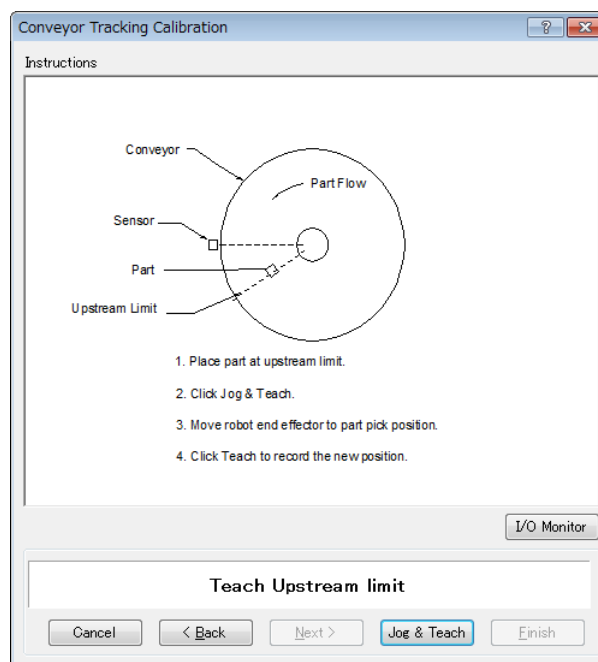 Conveyor Tracking Calibration
Instructions
Conveyor
Part Flow
Sensor
Part
Upstream Limit
1. Place part at upstream limit.
2. Click Jog & Teach.
3. Move robot end effector to part pick position.
4. Click Teach to record the new position.
I/O Monitor
Teach Upstream limit
Cancel
< Back
Next >
Jog & Teach
Finish